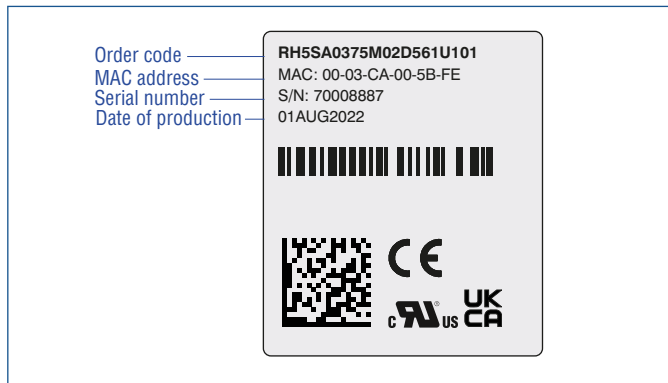 Order code
MAC address
Serial number
Date of production
RH5SA0375M02D561U101
MAC: 00-03-CA-00-5B-FE
S/N: 70008887
01AUG2022
CE
c RU US
UK
CA